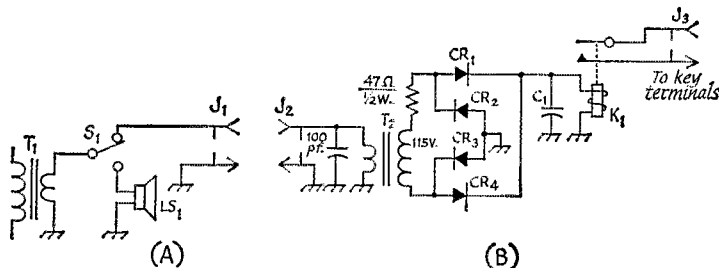 T1
S1
J1
LS1
(A)
J2
100
pf.
T2
47Ω
½W.
115V.
CR1
CR2
CR3
CR4
C1
K1
J3
To key
terminals
(B)